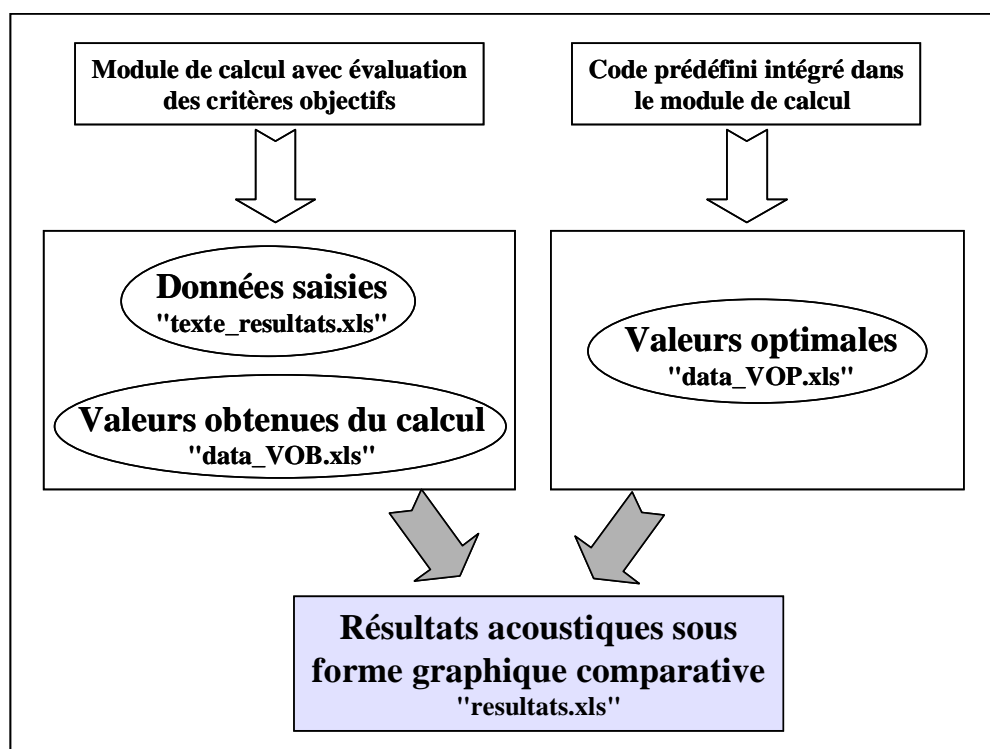 Module de calcul avec évaluation
des critères objectifs
Code prédéfini intégré dans
le module de calcul
Données saisies
"texte_resultats.xls"
Valeurs obtenues du calcul
"data_VOB.xls"
Valeurs optimales
"data_VOP.xls"
Résultats acoustiques sous
forme graphique comparative
"resultats.xls"